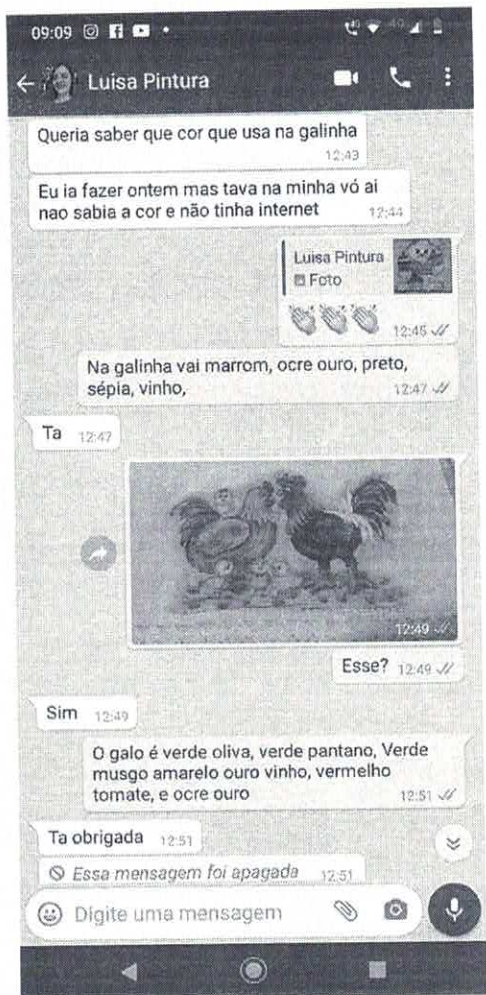 09:09
Luisa Pintura
Queria saber que cor que usa na galinha
12:43
Eu ia fazer ontem mas tava na minha vó ai
nao sabia a cor e não tinha internet 12:44
Luisa Pintura
Foto
12:45
Na galinha vai marrom, ocre ouro, preto,
sépia, vinho, 12:47
Ta 12:47
12:49
Esse? 12:49
Sim 12:49
O galo é verde oliva, verde pantano, Verde
musgo amarelo ouro vinho, vermelho
tomate, e ocre ouro 12:51
Ta obrigada 12:51
Essa mensagem foi apagada 12:51
Digite uma mensagem